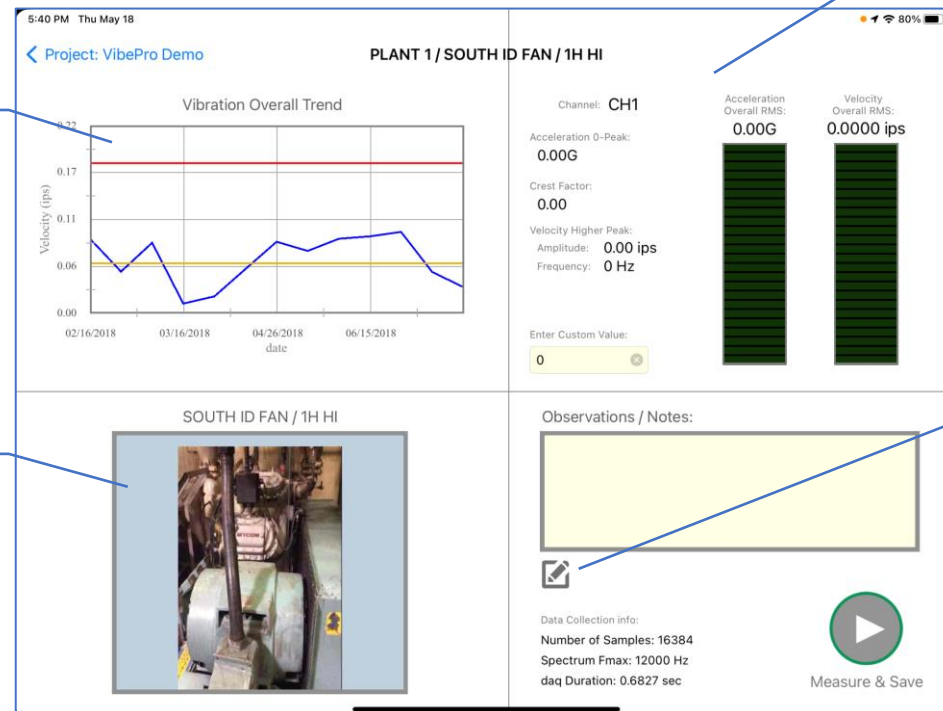 5:40 PM Thu May 18
80%
Project: VibePro Demo
PLANT 1 / SOUTH ID FAN / 1H HI
Vibration Overall Trend
0.22
0.17
0.11
0.06
0.00
Velocity (ips)
02/16/2018 03/16/2018 04/26/2018 06/15/2018
date
Channel: CH1
Acceleration 0-Peak:
0.00G
Crest Factor:
0.00
Velocity Higher Peak:
Amplitude: 0.00 ips
Frequency: 0 Hz
Enter Custom Value:
0
Acceleration
Overall RMS:
0.00G
Velocity
Overall RMS:
0.0000 ips
SOUTH ID FAN / 1H HI
MYCOM
Observations / Notes:
Data Collection info:
Number of Samples: 16384
Spectrum Fmax: 12000 Hz
daq Duration: 0.6827 sec
Measure & Save